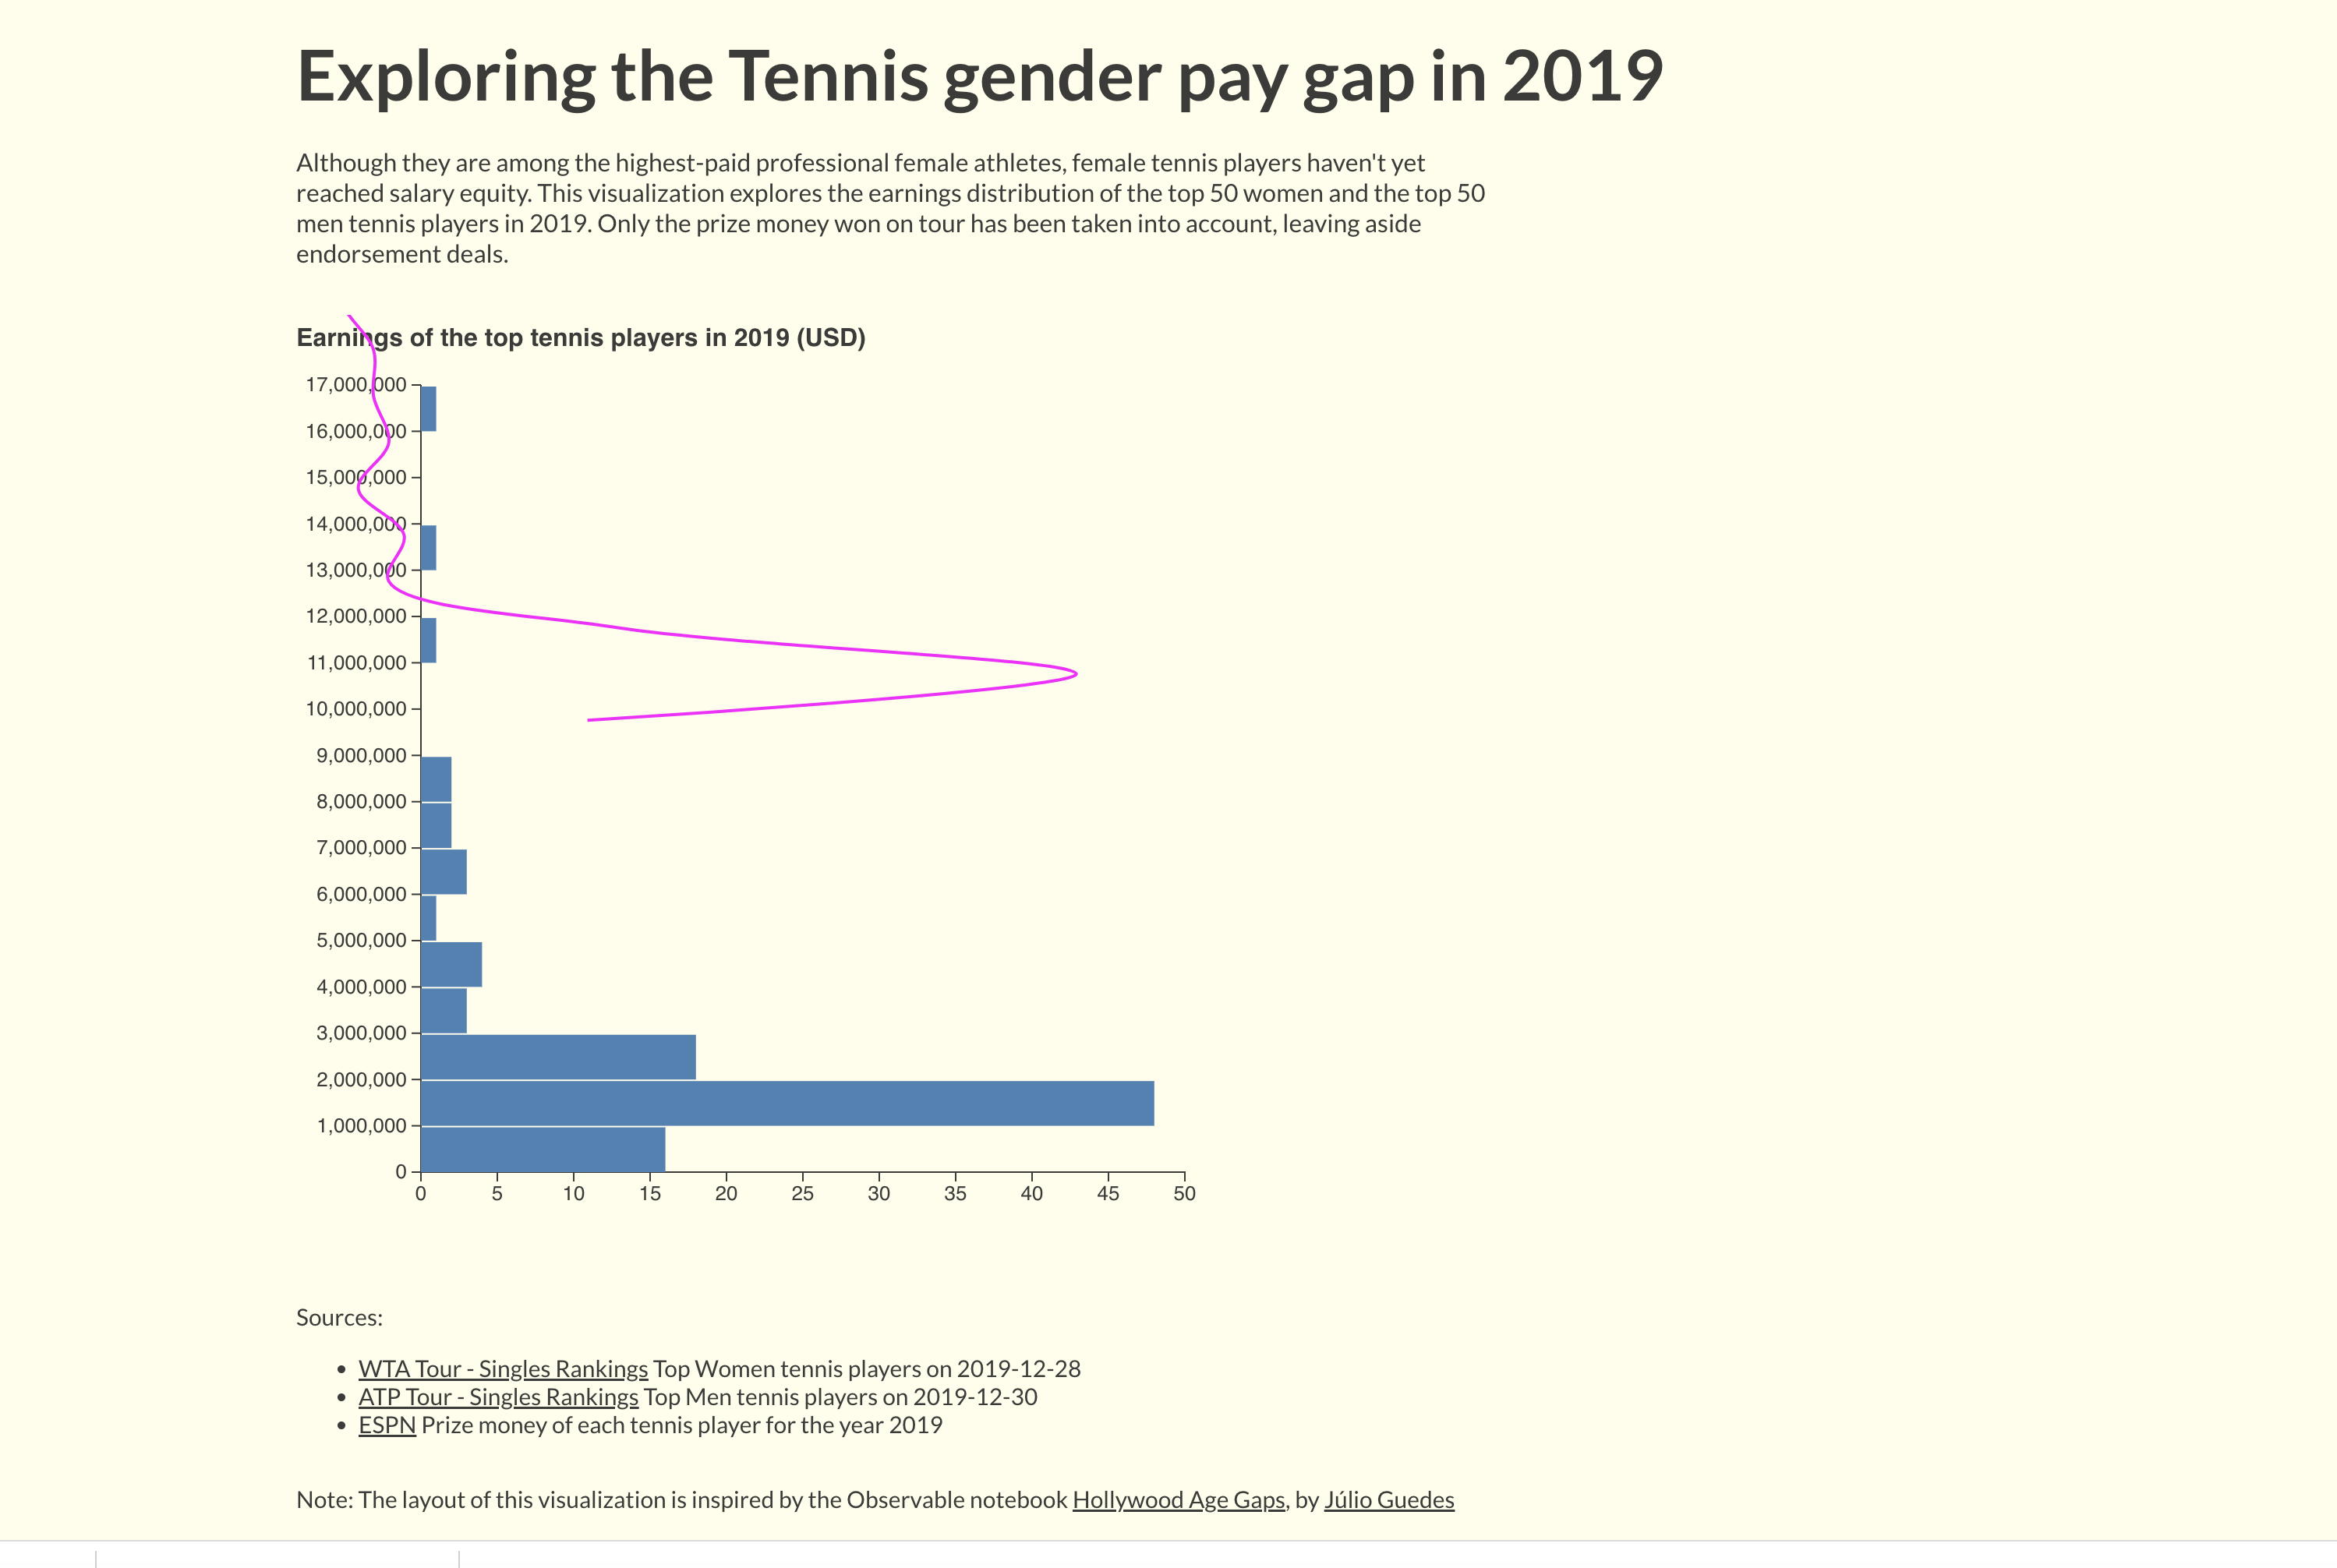 Exploring the Tennis gender pay gap in 2019
Although they are among the highest-paid professional female athletes, female tennis players haven't yet
reached salary equity. This visualization explores the earnings distribution of the top 50 women and the top 50
men tennis players in 2019. Only the prize money won on tour has been taken into account, leaving aside
endorsement deals.
Earnings of the top tennis players in 2019 (USD)
17,000,000
16,000,000
15,000,000
14,000,000
13,000,000
12,000,000
11,000,000
10,000,000
9,000,000
8,000,000
7,000,000
6,000,000
5,000,000
4,000,000
3,000,000
2,000,000
1,000,000
0
0 5 10 15 20 25 30 35 40 45 50
Sources:
• WTA Tour - Singles Rankings Top Women tennis players on 2019-12-28
• ATP Tour - Singles Rankings Top Men tennis players on 2019-12-30
• ESPN Prize money of each tennis player for the year 2019
Note: The layout of this visualization is inspired by the Observable notebook Hollywood Age Gaps, by Júlio Guedes